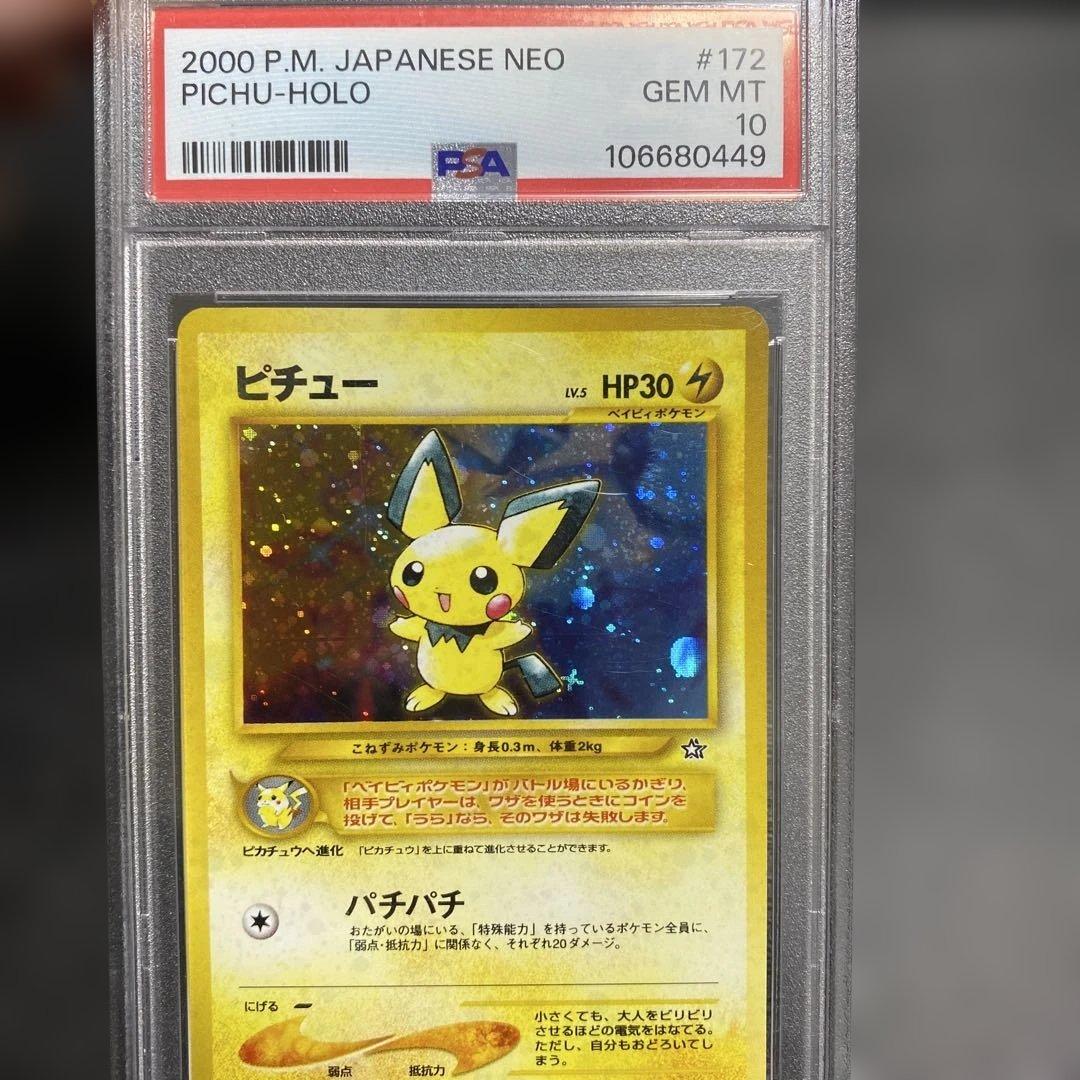 2000 P.M. JAPANESE NEO #172
PICHU-HOLO GEM MT
10
PSA 106680449
ピチュー LV.5 HP30
ベイビィポケモン
こねずみポケモン：身長0.3m、体重2kg
「ベイビィポケモン」がバトル場にいるかぎり、
相手プレイヤーは、ワザを使うときにコインを
投げて、「うら」なら、そのワザは失敗します。
ピカチュウへ進化 「ピカチュウ」を上に重ねて進化させることができます。
パチパチ
おたがいの場にいる、「特殊能力」を持っているポケモン全員に、
「弱点・抵抗力」に関係なく、それぞれ20ダメージ。
にげる
小さくても、大人をビリビリ
させるほどの電気をはなてる。
ただし、自分もおどろいてし
まう。
弱点 抵抗力